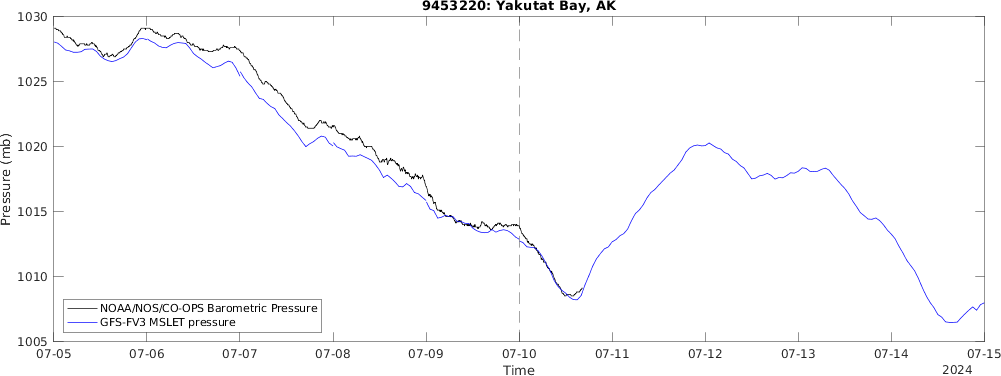 9453220: Yakutat Bay, AK
1030
1025
1020
1015
1010
1005
Pressure (mb)
NOAA/NOS/CO-OPS Barometric Pressure
GFS-FV3 MSLET pressure
07-05 07-06 07-07 07-08 07-09 07-10 07-11 07-12 07-13 07-14 07-15
Time
2024